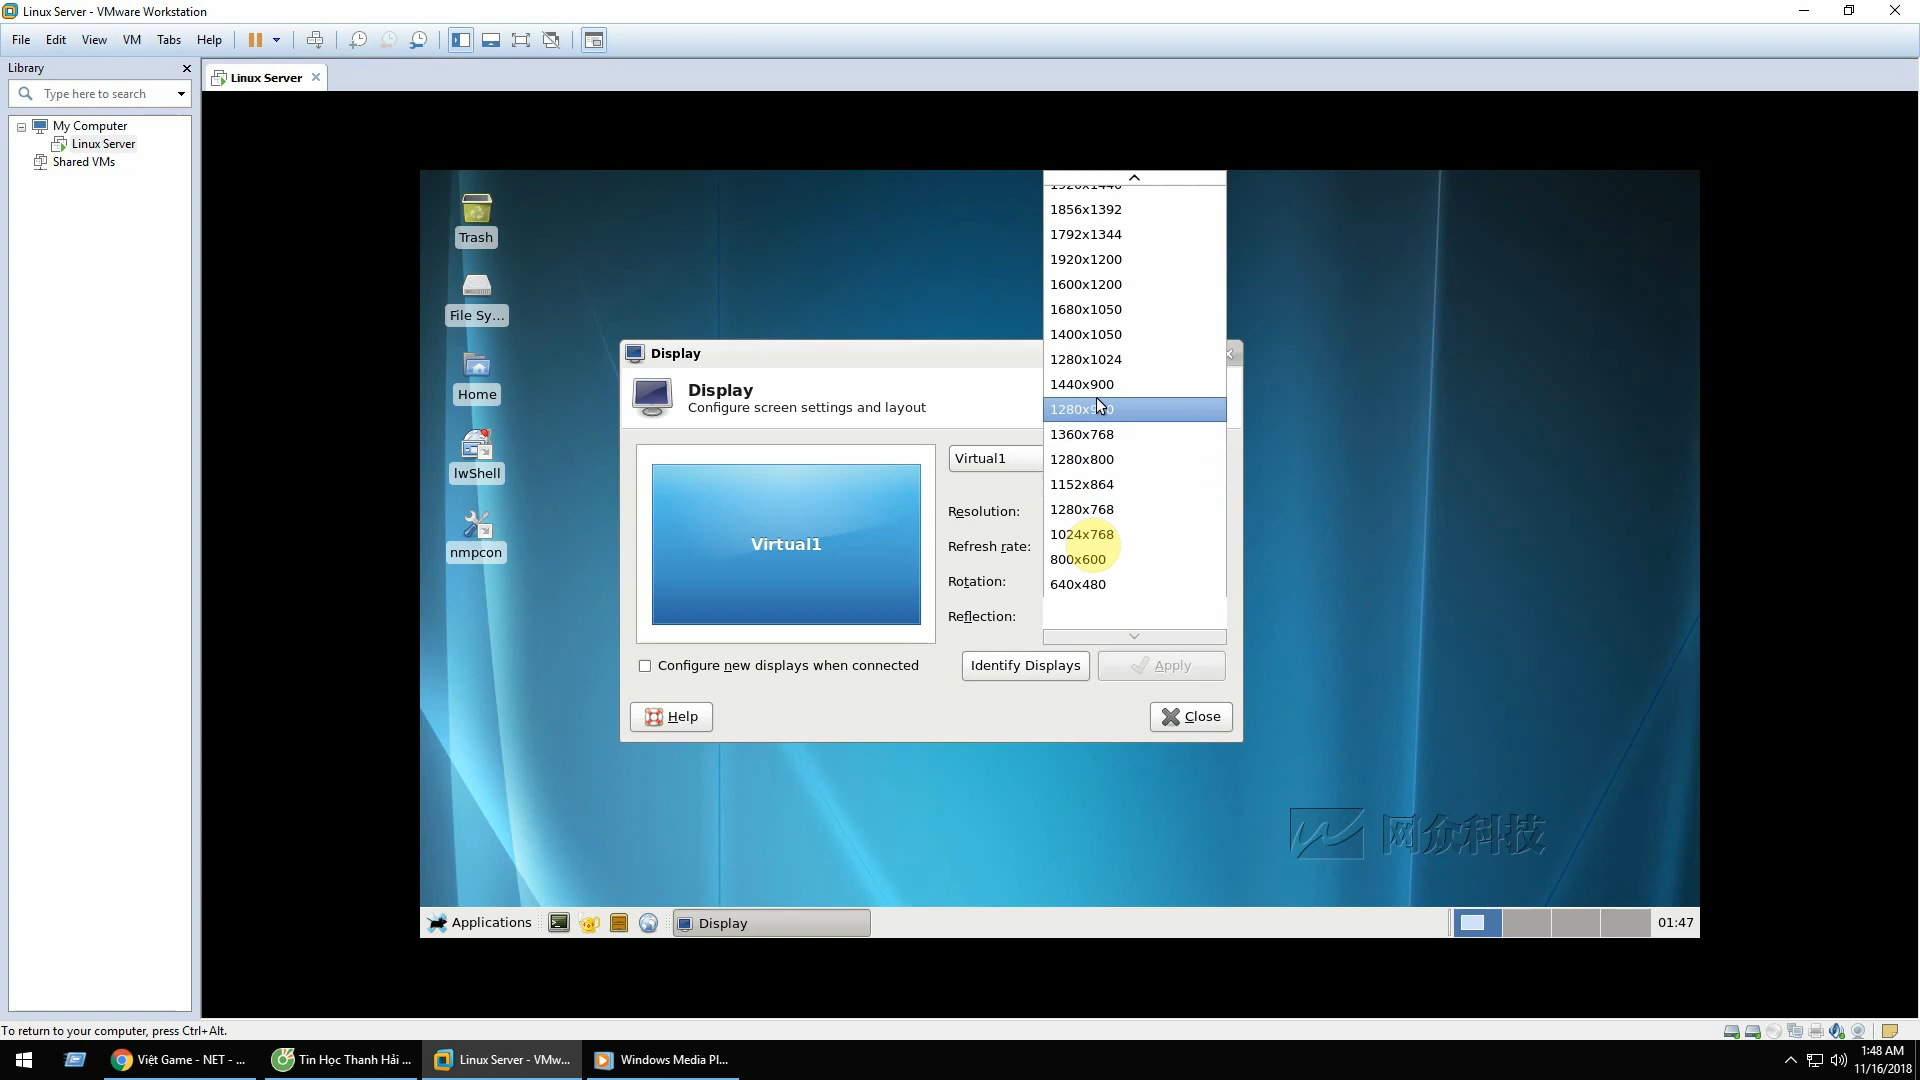 Linux Server - VMware Workstation
File Edit View VM Tabs Help
Library
Type here to search
My Computer
Linux Server
Shared VMs
Linux Server
Trash
File Sy...
Home
lwShell
nmpcon
Display
Display
Configure screen settings and layout
Virtual1
Virtual1
Resolution:
Refresh rate:
Rotation:
Reflection:
1920x1440
1856x1392
1792x1344
1920x1200
1600x1200
1680x1050
1400x1050
1280x1024
1440x900
1360x768
1280x800
1152x864
1280x768
1024x768
800x600
640x480
Configure new displays when connected
Identify Displays
Apply
Help
Close
网众科技
Applications
Display
01:47
To return to your computer, press Ctrl+Alt.
Việt Game - NET - ...
Tin Học Thanh Hải ...
Linux Server - VMw...
Windows Media Pl...
1:48 AM
11/16/2018